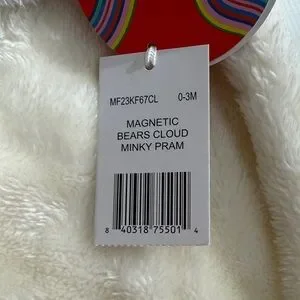 MF23KF67CL 0-3M
MAGNETIC
BEARS CLOUD
MINKY PRAM
8 40318 75501 4